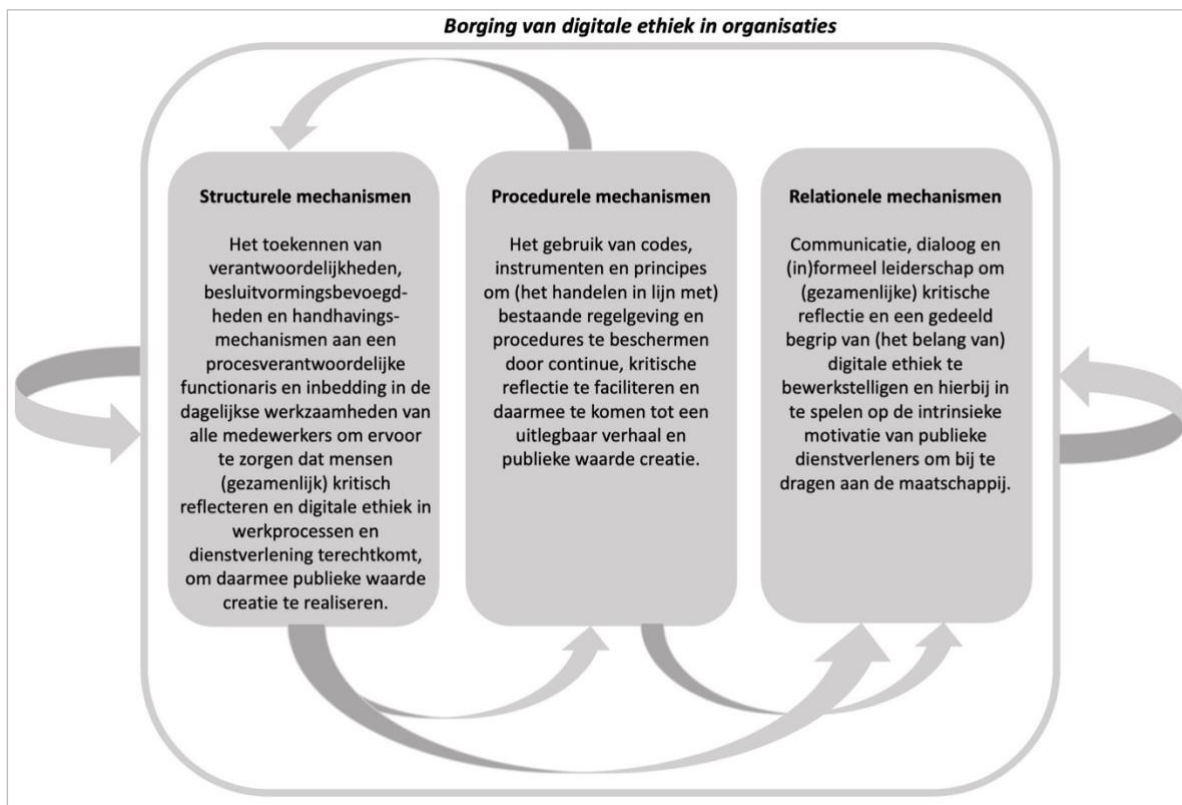 Borging van digitale ethiek in organisaties
Structurele mechanismen
Het toekennen van
verantwoordelijkheden,
besluitvormingsbevoegd-
heden en handhavings-
mechanismen aan een
procesverantwoordelijke
functionaris en inbedding in de
dagelijkse werkzaamheden van
alle medewerkers om ervoor
te zorgen dat mensen
(gezamenlijk) kritisch
reflecteren en digitale ethiek in
werkprocessen en
dienstverlening terechtkomt,
om daarmee publieke waarde
creatie te realiseren.
Procedurele mechanismen
Het gebruik van codes,
instrumenten en principes
om (het handelen in lijn met)
bestaande regelgeving en
procedures te beschermen
door continue, kritische
reflectie te faciliteren en
daarmee te komen tot een
uitlegbaar verhaal en
publieke waarde creatie.
Relationele mechanismen
Communicatie, dialoog en
(in)formeel leiderschap om
(gezamenlijke) kritische
reflectie en een gedeeld
begrip van (het belang van)
digitale ethiek te
bewerkstelligen en hierbij in
te spelen op de intrinsieke
motivatie van publieke
dienstverleners om bij te
dragen aan de maatschappij.